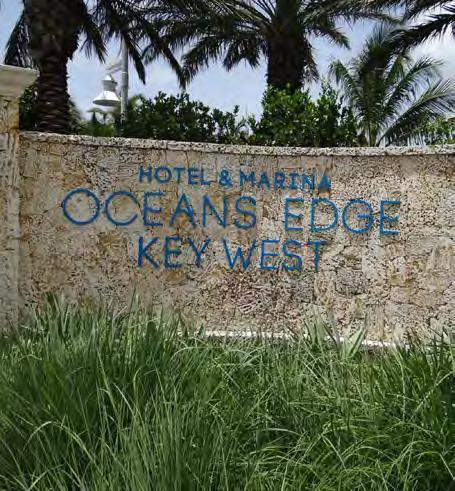 HOTEL & MARINA
OCEANS EDGE
KEY WEST